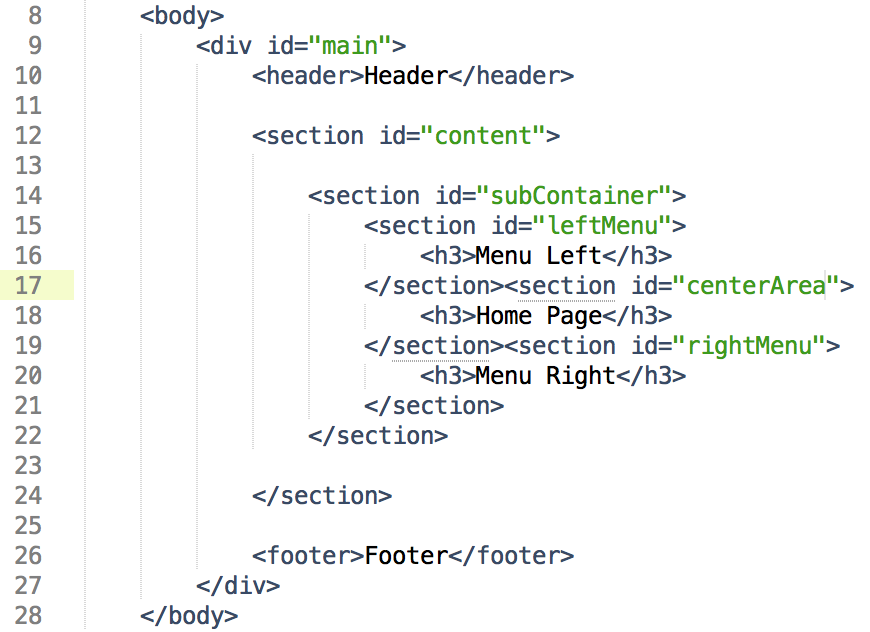 8 <body>
9 <div id="main">
10 <header>Header</header>
11
12 <section id="content">
13
14 <section id="subContainer">
15 <section id="leftMenu">
16 <h3>Menu Left</h3>
17 </section><section id="centerArea">
18 <h3>Home Page</h3>
19 </section><section id="rightMenu">
20 <h3>Menu Right</h3>
21 </section>
22 </section>
23
24 </section>
25
26 <footer>Footer</footer>
27 </div>
28 </body>